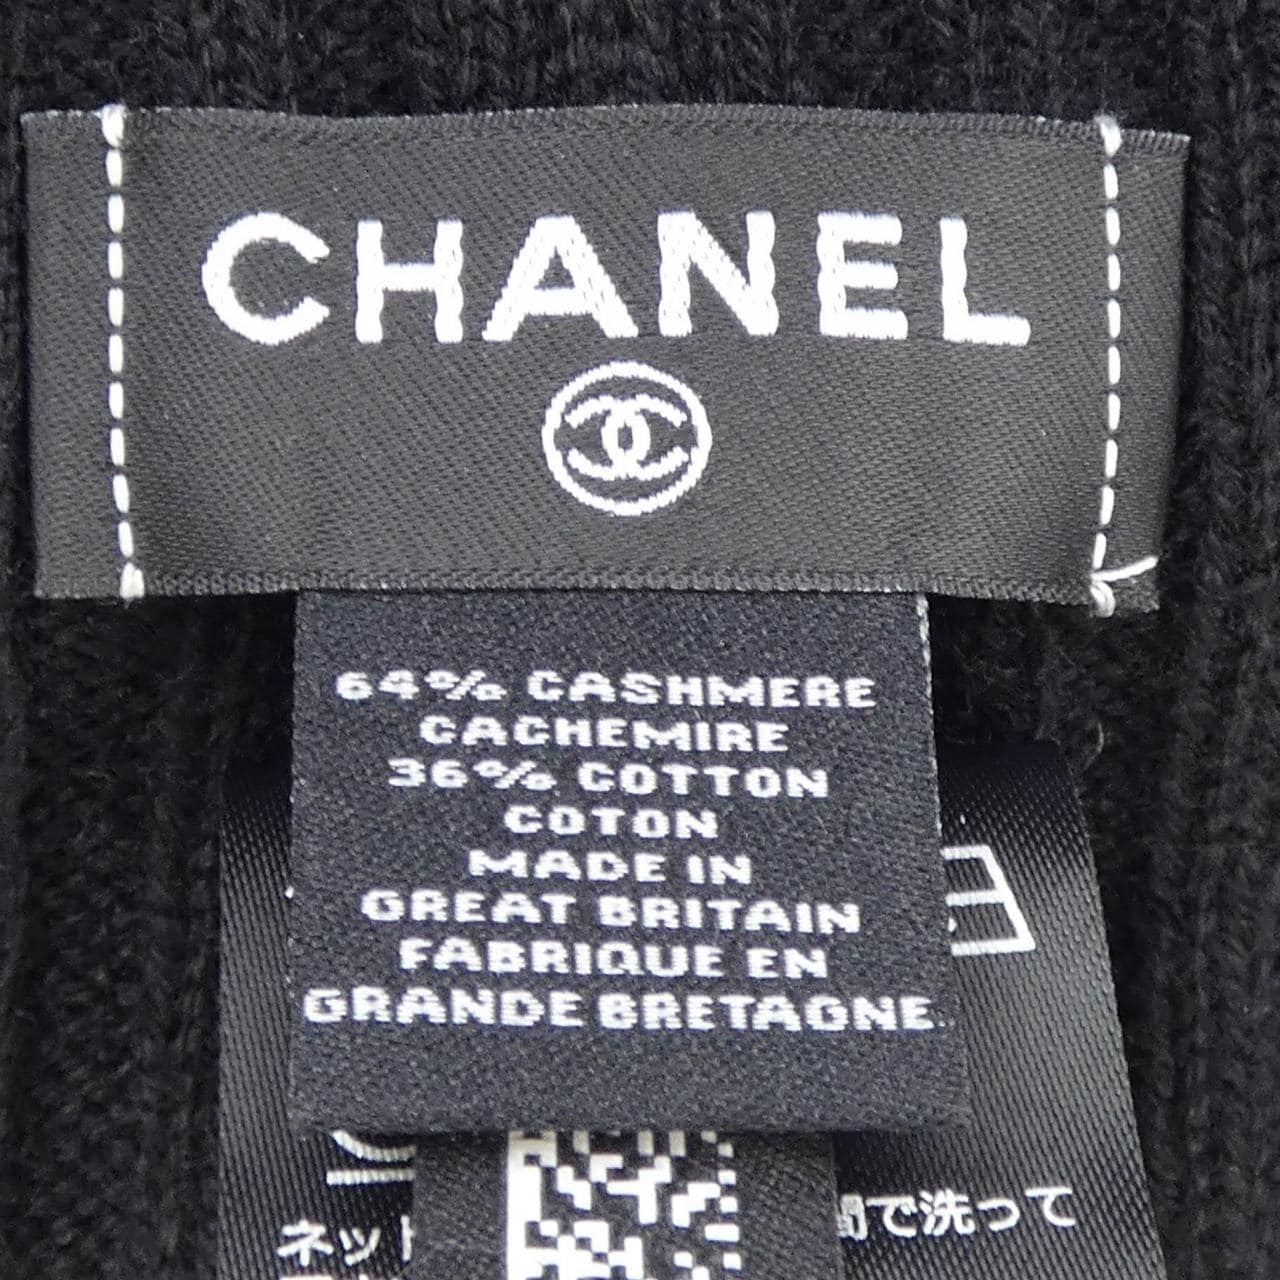 CHANEL
64% CASHMERE
CACHEMIRE
36% COTTON
COTON
MADE IN
GREAT BRITAIN
FABRIQUE EN
GRANDE BRETAGNE
ネット
間で洗って